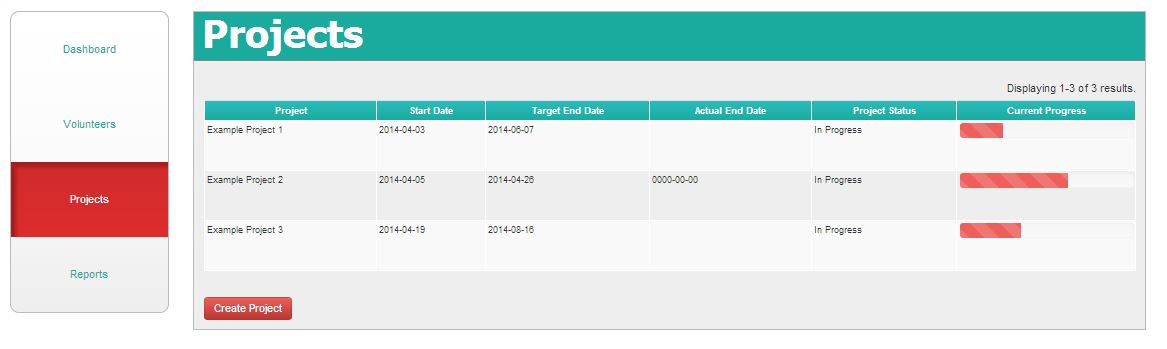 Dashboard
Volunteers
Projects
Reports
Projects
Displaying 1-3 of 3 results.
Project Start Date Target End Date Actual End Date Project Status Current Progress
Example Project 1 2014-04-03 2014-06-07 In Progress
Example Project 2 2014-04-05 2014-04-26 0000-00-00 In Progress
Example Project 3 2014-04-19 2014-08-16 In Progress
Create Project